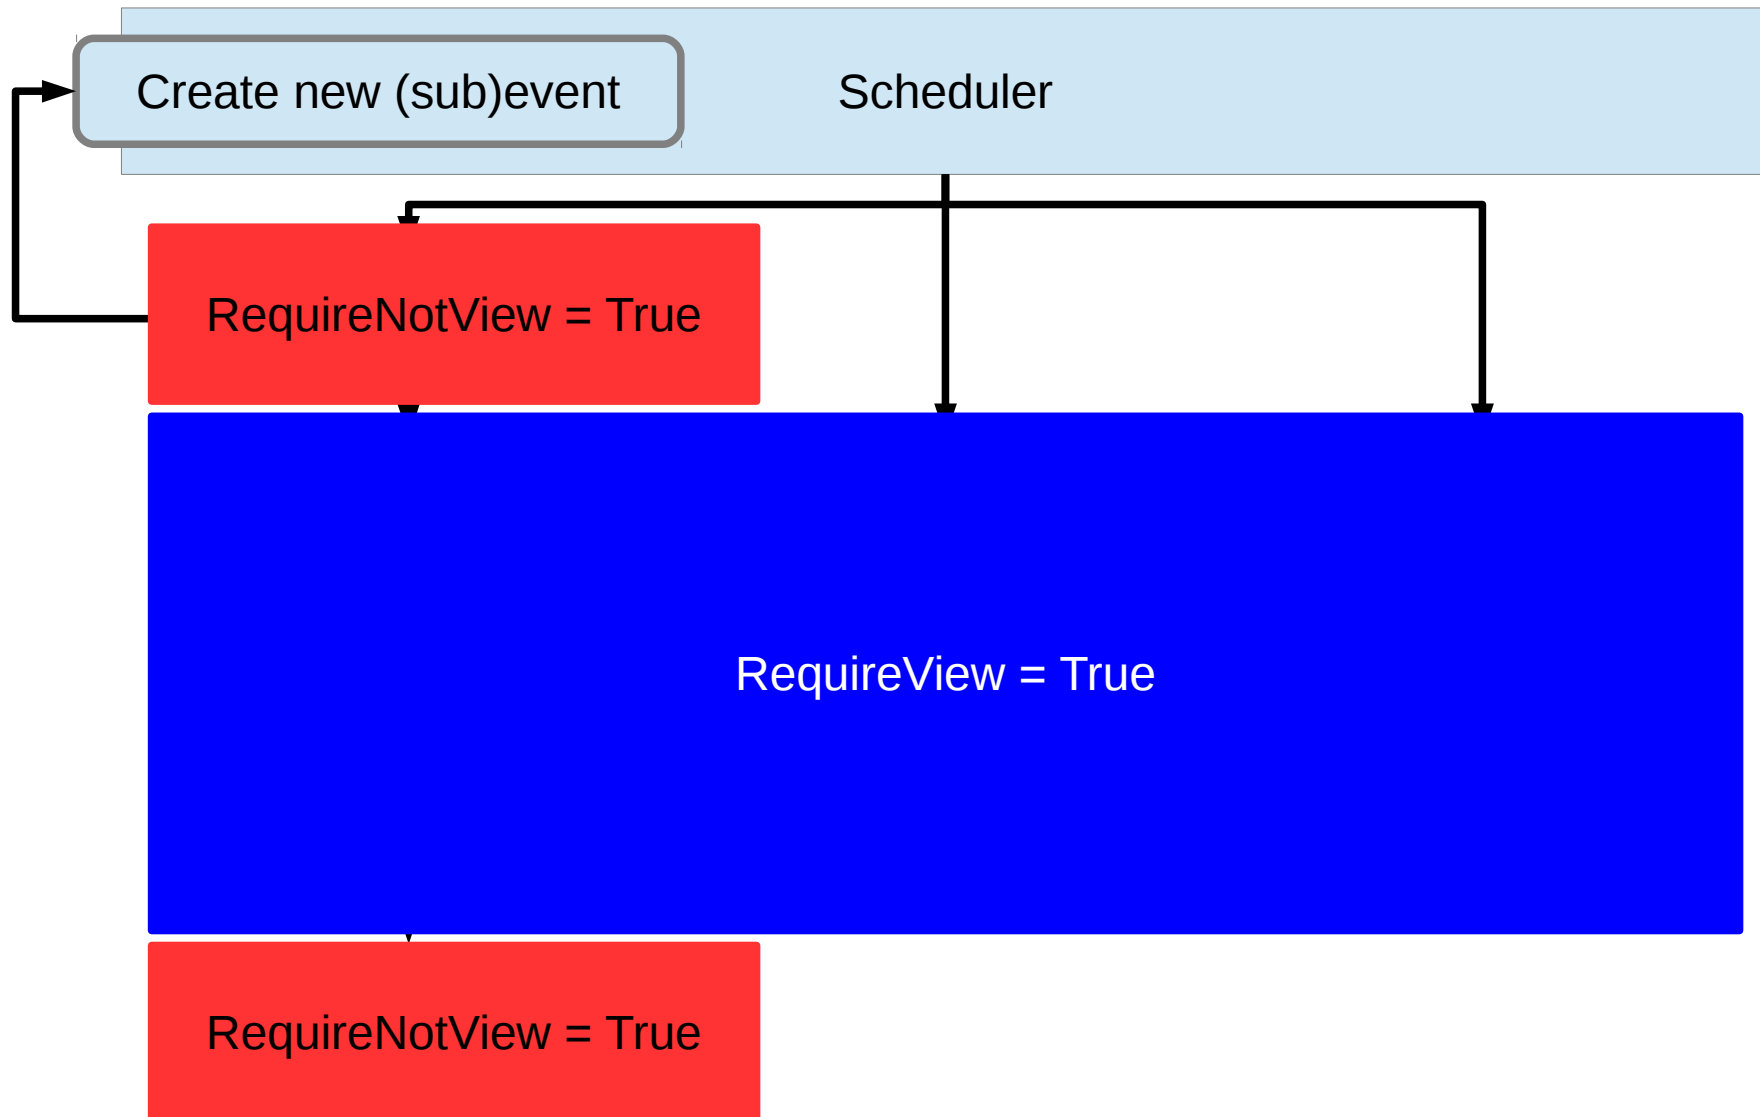 Create new (sub)event
Scheduler
RequireNotView = True
RequireView = True
RequireNotView = True